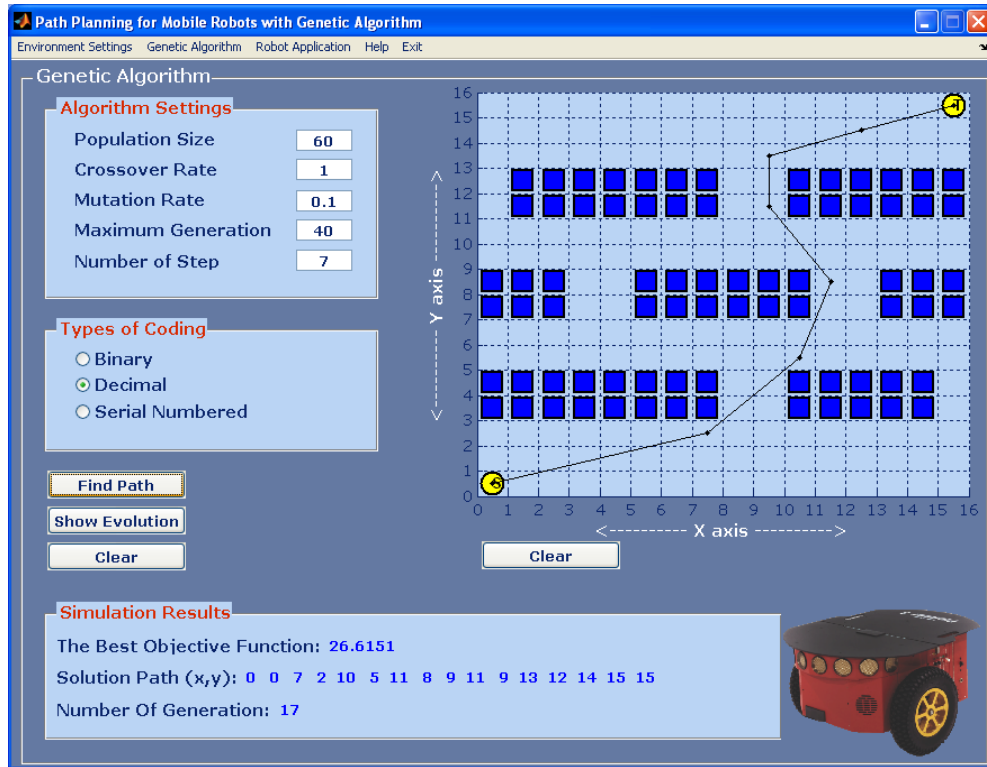 Path Planning for Mobile Robots with Genetic Algorithm
Environment Settings Genetic Algorithm Robot Application Help Exit
Genetic Algorithm
Algorithm Settings
Population Size 60
Crossover Rate 1
Mutation Rate 0.1
Maximum Generation 40
Number of Step 7
Types of Coding
Binary
Decimal
Serial Numbered
Find Path
Show Evolution
Clear
16
15
14
13
12
11
10
9
8
7
6
5
4
3
2
1
0
<---------- Y axis ---------->
T
S
0 1 2 3 4 5 6 7 8 9 10 11 12 13 14 15 16
<---------- X axis ---------->
Clear
Simulation Results
The Best Objective Function: 26.6151
Solution Path (x,y): 0 0 7 2 10 5 11 8 9 11 9 13 12 14 15 15
Number Of Generation: 17